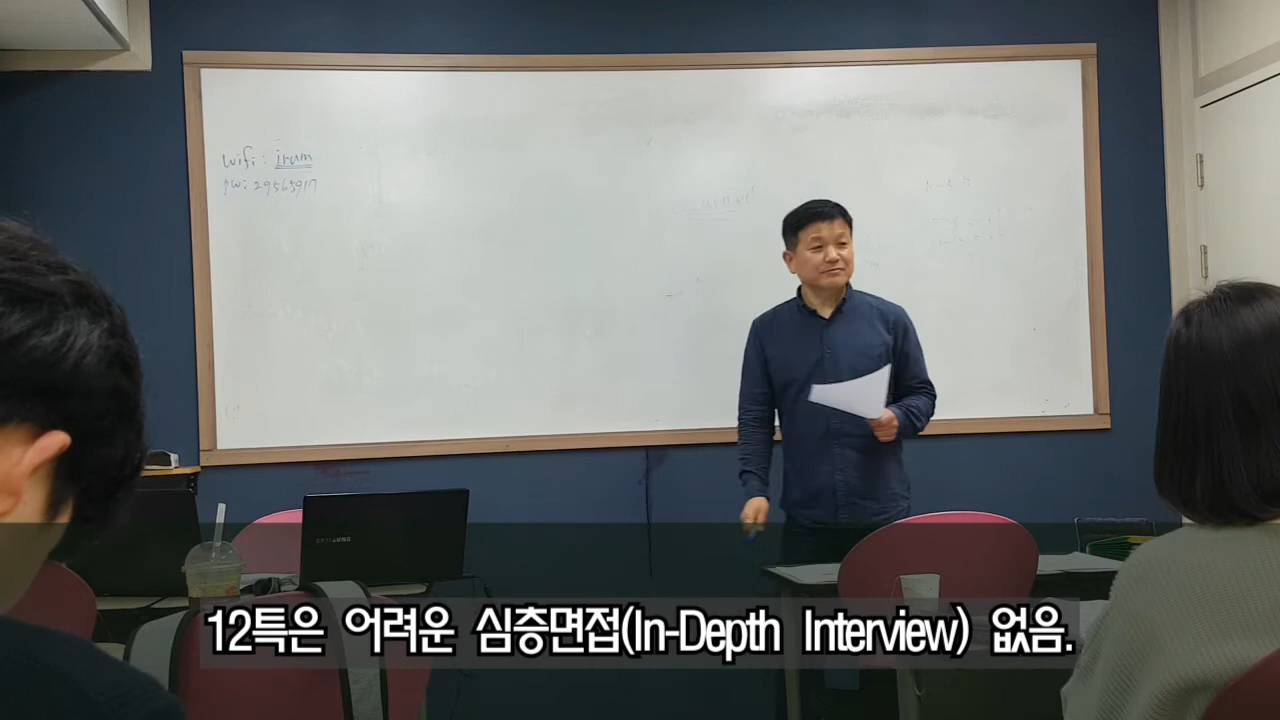 wifi: irum
PW: 29565917
SAMSUNG
12특은 어려운 심층면접(In-Depth Interview) 없음.